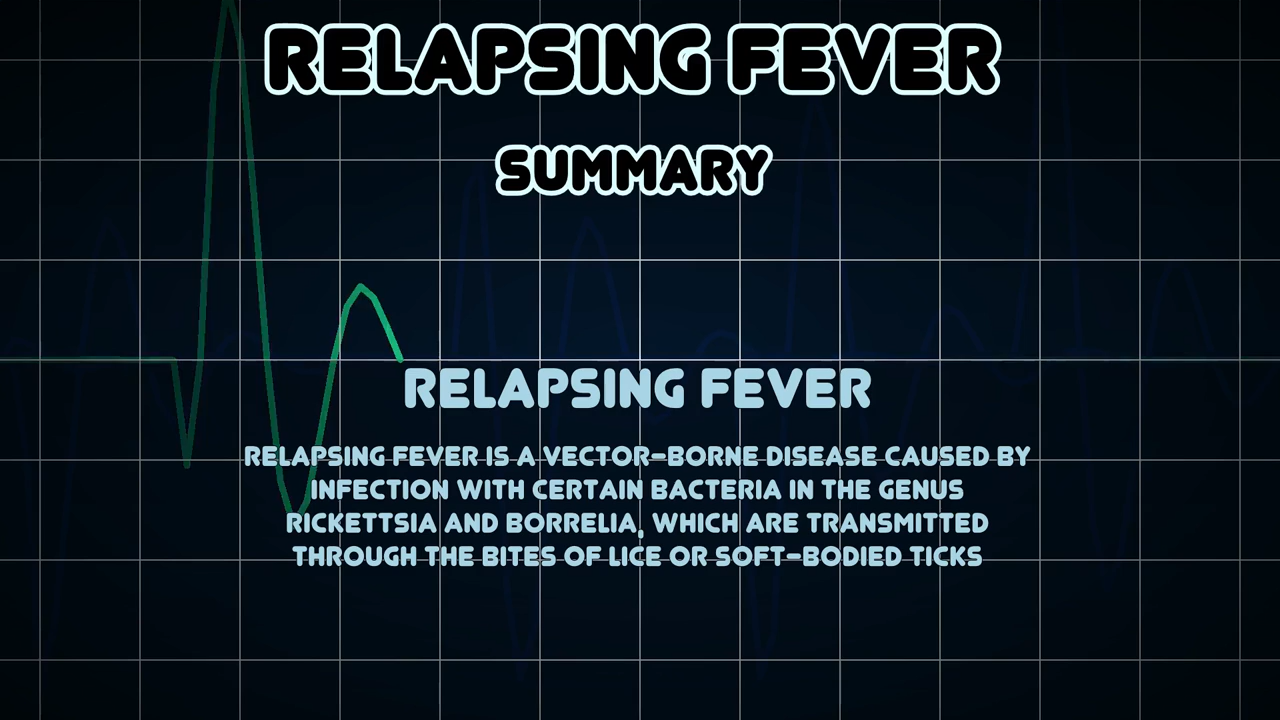 RELAPSING FEVER
SUMMARY
RELAPSING FEVER
RELAPSING FEVER IS A VECTOR-BORNE DISEASE CAUSED BY
INFECTION WITH CERTAIN BACTERIA IN THE GENUS
RICKETTSIA AND BORRELIA, WHICH ARE TRANSMITTED
THROUGH THE BITES OF LICE OR SOFT-BODIED TICKS